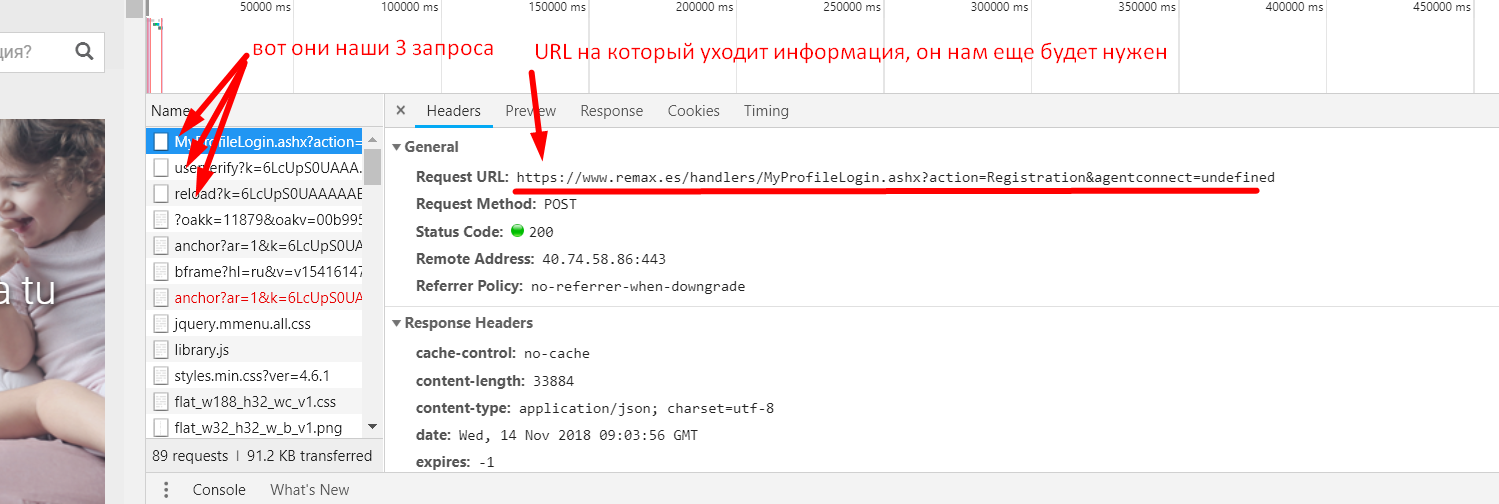 50000 ms 100000 ms 150000 ms 200000 ms 250000 ms 300000 ms 350000 ms 400000 ms 450000 ms
вот они наши 3 запроса
URL на который уходит информация, он нам еще будет нужен
ция?
a tu
Name
× Headers Preview Response Cookies Timing
MyProfileLogin.ashx?action=
userverify?k=6LcUpS0UAAA.
reload?k=6LcUpS0UAAAAAE
?oakk=11879&oakv=00b995
anchor?ar=1&k=6LcUpS0UA
bframe?hl=ru&v=v15416147
anchor?ar=1&k=6LcUpS0UA
jquery.mmenu.all.css
library.js
styles.min.css?ver=4.6.1
flat_w188_h32_wc_v1.css
flat_w32_h32_w_b_v1.png
89 requests | 91.2 KB transferred
General
Request URL: https://www.remax.es/handlers/MyProfileLogin.ashx?action=Registration&agentconnect=undefined
Request Method: POST
Status Code: 200
Remote Address: 40.74.58.86:443
Referrer Policy: no-referrer-when-downgrade
Response Headers
cache-control: no-cache
content-length: 33884
content-type: application/json; charset=utf-8
date: Wed, 14 Nov 2018 09:03:56 GMT
expires: -1
Console What's New